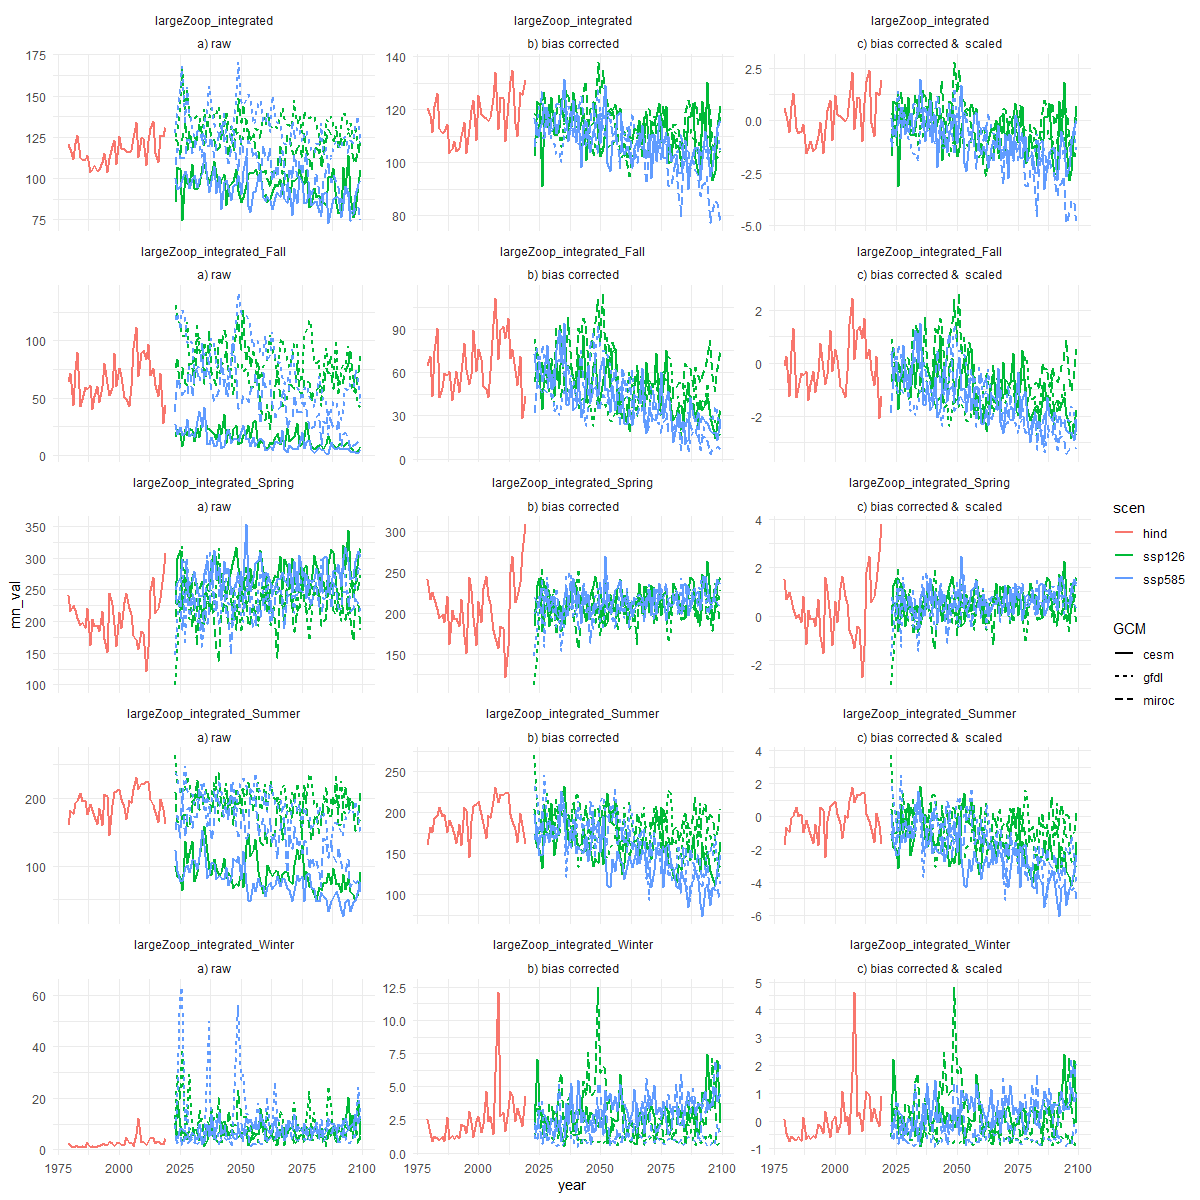 largeZoop_integrated largeZoop_integrated largeZoop_integrated
a) raw b) bias corrected c) bias corrected & scaled
175 150 125 100 75
140 120 100 80
2.5 0.0 -2.5 -5.0
largeZoop_integrated_Fall largeZoop_integrated_Fall largeZoop_integrated_Fall
a) raw b) bias corrected c) bias corrected & scaled
100 50 0
90 60 30 0
2 0 -2
largeZoop_integrated_Spring largeZoop_integrated_Spring largeZoop_integrated_Spring
a) raw b) bias corrected c) bias corrected & scaled
350 300 250 200 150 100
300 250 200 150
4 2 0 -2
largeZoop_integrated_Summer largeZoop_integrated_Summer largeZoop_integrated_Summer
a) raw b) bias corrected c) bias corrected & scaled
200 100
250 200 150 100
4 2 0 -2 -4 -6
largeZoop_integrated_Winter largeZoop_integrated_Winter largeZoop_integrated_Winter
a) raw b) bias corrected c) bias corrected & scaled
60 40 20 0
12.5 10.0 7.5 5.0 2.5 0.0
5 4 3 2 1 0 -1
1975 2000 2025 2050 2075 2100 1975 2000 2025 2050 2075 2100 1975 2000 2025 2050 2075 2100
year
mn_val
scen
hind
ssp126
ssp585
GCM
cesm
gfdl
miroc